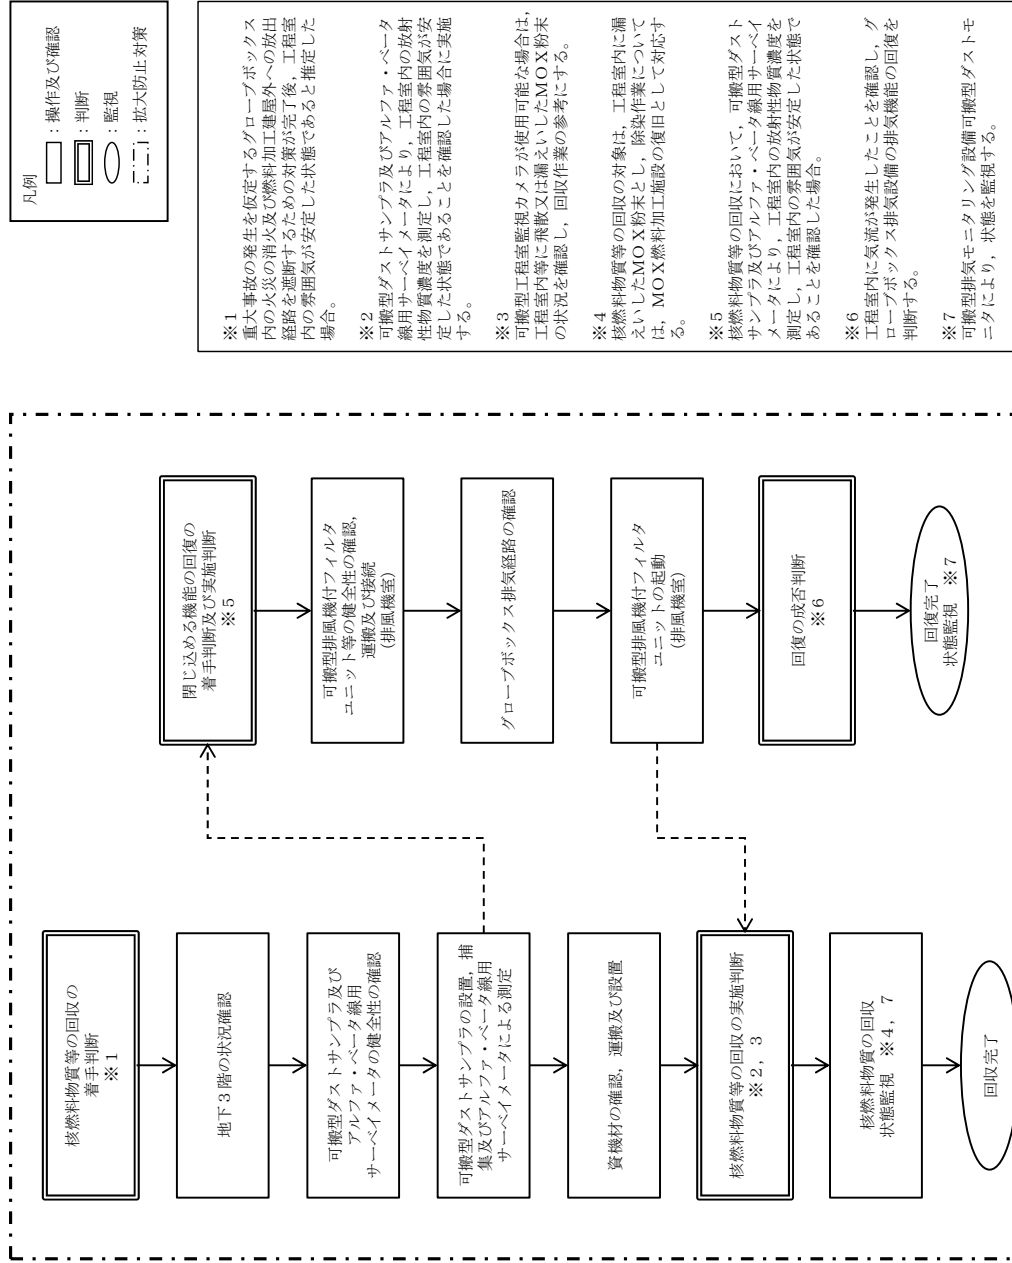 核燃料物質等の回収の
着手判断
※1
地下3階の状況確認
可搬型ダストサンプラ及び
アルファ・ベータ線用
サーベイメータの健全性の確認
可搬型ダストサンプラの設置，捕
集及びアルファ・ベータ線用
サーベイメータによる測定
資機材の確認，運搬及び設置
核燃料物質等の回収の実施判断
※2，3
核燃料物質の回収
状態監視　※4，7
回収完了
閉じ込める機能の回復の
着手判断及び実施判断
※5
可搬型排風機付フィルタ
ユニット等の健全性の確認，
運搬及び接続
(排風機室)
グローブボックス排気経路の確認
可搬型排風機付フィルタ
ユニットの起動
(排風機室)
回復の成否判断
※6
回復完了
状態監視　※7
凡例
：操作及び確認
：判断
：監視
：拡大防止対策
※1
重大事故の発生を仮定するグローブボックス
内の火災の消火及び燃料加工建屋外への放出
経路を遮断するための対策が完了後，工程室
内の雰囲気が安定した状態であると推定した
場合。
※2
可搬型ダストサンプラ及びアルファ・ベータ
線用サーベイメータにより，工程室内の放射
性物質濃度を測定し，工程室内の雰囲気が安
定した状態であることを確認した場合に実施
する。
※3
可搬型工程室監視カメラが使用可能な場合は，
工程室内等に飛散又は漏えいしたMOX粉末
の状況を確認し，回収作業の参考にする。
※4
核燃料物質等の回収の対象は，工程室内に漏
えいしたMOX粉末とし，除染作業について
は，MOX燃料加工施設の復旧として対応す
る。
※5
核燃料物質等の回収において，可搬型ダスト
サンプラ及びアルファ・ベータ線用サーベイ
メータにより，工程室内の放射性物質濃度を
測定し，工程室内の雰囲気が安定した状態で
あることを確認した場合。
※6
工程室内に気流が発生したことを確認し，グ
ローブボックス排気設備の排気機能の回復を
判断する。
※7
可搬型排気モニタリング設備可搬型ダストモ
ニタにより，状態を監視する。